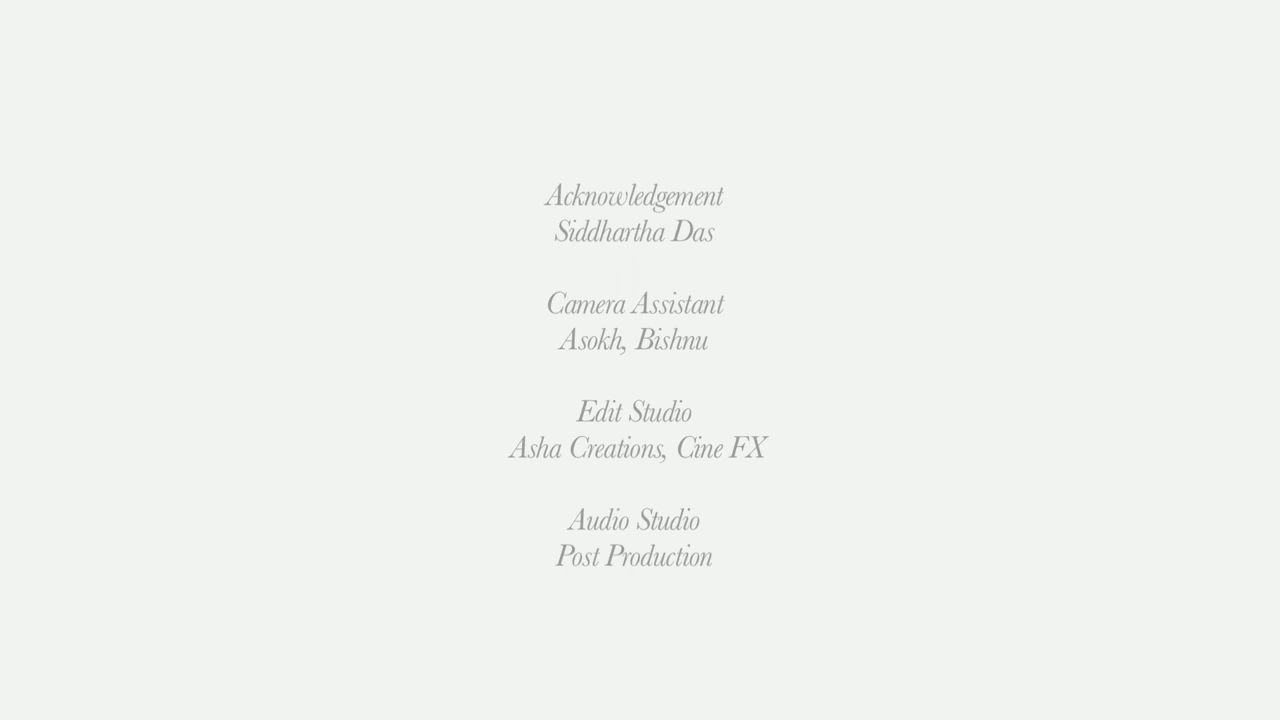 Acknowledgement
Siddhartha Das
Camera Assistant
Asokh, Bishnu
Edit Studio
Asha Creations, Cine FX
Audio Studio
Post Production